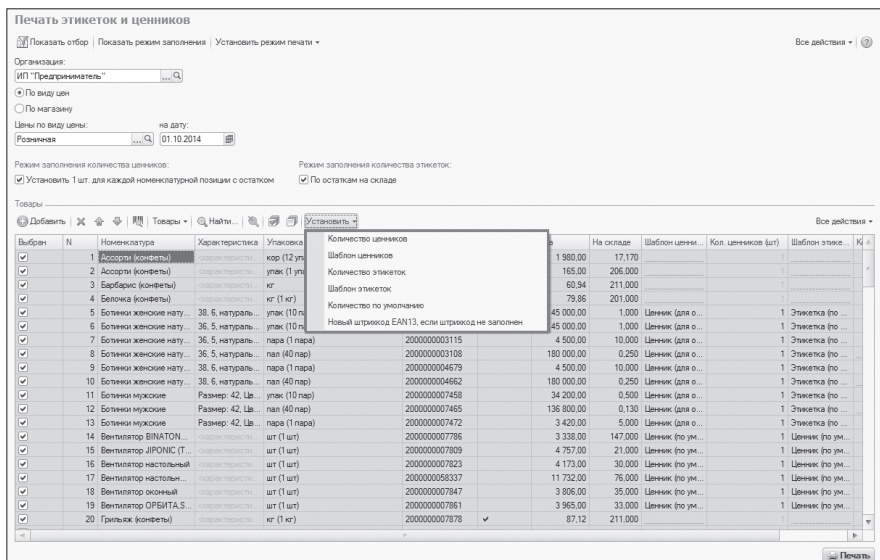 Печать этикеток и ценников
Показать отбор Показать режим заполнения Установить режим печати Все действия
Организация:
ИП "Предприниматель"
По виду цен
По магазину
Цены по виду цены: на дату:
Розничная 01.10.2014
Режим заполнения количества ценников: Режим заполнения количества этикеток:
Установить 1 шт. для каждой номенклатурной позиции с остатком По остаткам на складе
Товары
Добавить Товары Найти... Установить Все действия
Выбран N Номенклатура Характеристика Упаковка На складе Шаблон ценни... Кол. ценников (шт) Шаблон этике...
Количество ценников
Шаблон ценников
Количество этикеток
Шаблон этикеток
Количество по умолчанию
Новый штрихкод EAN13, если штрихкод не заполнен
1 Ассорти (конфеты) кор (12 упа 1 980,00 17,170
2 Ассорти (конфеты) упак (1 упа 165,00 206,000
3 Барбарис (конфеты) кг 60,94 211,000
4 Белочка (конфеты) кг (1 кг) 79,86 201,000
5 Ботинки женские нату... 38, 6, натураль... упак (10 па 45 000,00 1,000 Ценник (для о... 1 Этикетка (по ...
6 Ботинки женские нату... 36, 5, натураль... упак (10 па 45 000,00 1,000 Ценник (для о... 1 Этикетка (по ...
7 Ботинки женские нату... 36, 5, натураль... пара (1 пара) 2000000003115 4 500,00 10,000 Ценник (для о... 1 Этикетка (по ...
8 Ботинки женские нату... 36, 5, натураль... пал (40 пар) 2000000003108 180 000,00 0,250 Ценник (для о... 1 Этикетка (по ...
9 Ботинки женские нату... 38, 6, натураль... пара (1 пара) 2000000004679 4 500,00 10,000 Ценник (для о... 1 Этикетка (по ...
10 Ботинки женские нату... 38, 6, натураль... пал (40 пар) 2000000004662 180 000,00 0,250 Ценник (для о... 1 Этикетка (по ...
11 Ботинки мужские Размер: 42, Цв... упак (10 пар) 2000000007458 34 200,00 0,500 Ценник (для о... 1 Этикетка (по ...
12 Ботинки мужские Размер: 42, Цв... пал (40 пар) 2000000007465 136 800,00 0,130 Ценник (для о... 1 Этикетка (по ...
13 Ботинки мужские Размер: 42, Цв... пара (1 пара) 2000000007472 3 420,00 5,000 Ценник (для о... 1 Этикетка (по ...
14 Вентилятор BINATON... шт (1 шт) 2000000007786 3 338,00 147,000 Ценник (по ум... 1 Ценник (по ум...
15 Вентилятор JIPONIC (Т... шт (1 шт) 2000000007809 4 757,00 21,000 Ценник (по ум... 1 Ценник (по ум...
16 Вентилятор настольный шт (1 шт) 2000000007823 4 173,00 30,000 Ценник (по ум... 1 Ценник (по ум...
17 Вентилятор настольн... шт (1 шт) 2000000058337 11 732,00 76,000 Ценник (по ум... 1 Ценник (по ум...
18 Вентилятор оконный шт (1 шт) 2000000007847 3 806,00 35,000 Ценник (по ум... 1 Ценник (по ум...
19 Вентилятор ОРБИТА,S... шт (1 шт) 2000000007861 3 965,00 33,000 Ценник (по ум... 1 Ценник (по ум...
20 Грильяж (конфеты) кг (1 кг) 2000000007878 87,12 211,000
Печать